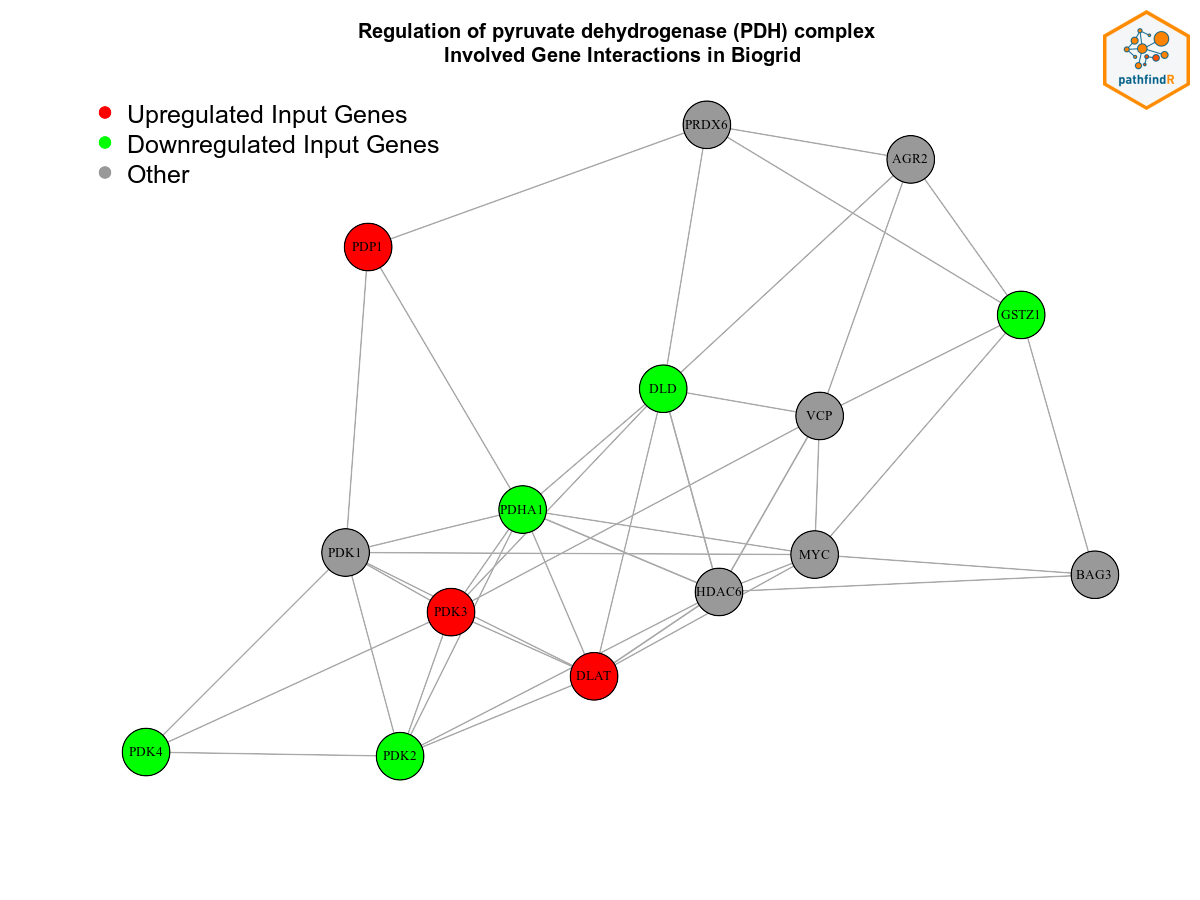 Regulation of pyruvate dehydrogenase (PDH) complex
Involved Gene Interactions in Biogrid
pathfindR
Upregulated Input Genes
Downregulated Input Genes
Other
PRDX6
AGR2
PDP1
GSTZ1
DLD
VCP
PDHA1
PDK1
MYC
BAG3
HDAC6
PDK3
DLAT
PDK4
PDK2